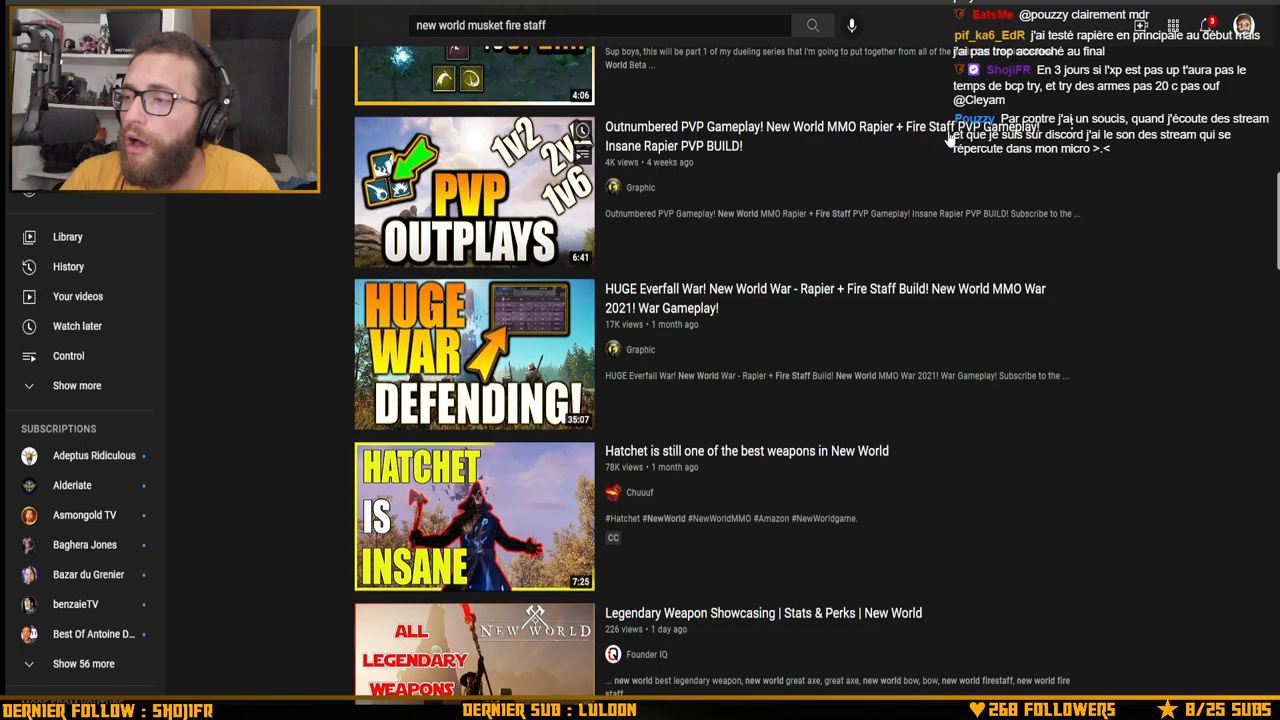 new world musket fire staff
3
EatsMe @pouzzy clairement mdr
pif_ka6_EdR j'ai testé rapière en principale au début mais
j'ai pas trop accroché au final
ShojiFR En 3 jours si l'xp est pas up t'aura pas le
temps de bcp try, et try des armes pas 20 c pas ouf
@Cleyam
Pouzzy Par contre j'ai un soucis, quand j'écoute des stream
et que je suis sur discord j'ai le son des stream qui se
répercute dans mon micro >.<
Sup boys, this will be part 1 of my dueling series that I'm going to put together from all of the
World Beta ...
4:06
1v2
1v6
PVP
OUTPLAYS
6:41
Outnumbered PVP Gameplay! New World MMO Rapier + Fire Staff PVP Gameplay!
Insane Rapier PVP BUILD!
4K views • 4 weeks ago
Graphic
Outnumbered PVP Gameplay! New World MMO Rapier + Fire Staff PVP Gameplay! Insane Rapier PVP BUILD! Subscribe to the ...
HUGE
WAR
DEFENDING!
35:07
HUGE Everfall War! New World War - Rapier + Fire Staff Build! New World MMO War
2021! War Gameplay!
17K views • 1 month ago
Graphic
HUGE Everfall War! New World War - Rapier + Fire Staff Build! New World MMO War 2021! War Gameplay! Subscribe to the ...
HATCHET
IS
INSANE
7:25
Hatchet is still one of the best weapons in New World
78K views • 1 month ago
Chuuuf
#Hatchet #NewWorld #NewWorldMMO #Amazon #NewWorldgame.
CC
ALL
LEGENDARY
WEAPONS
NEW WORLD
Legendary Weapon Showcasing | Stats & Perks | New World
226 views • 1 day ago
Founder IQ
... new world best legendary weapon, new world great axe, great axe, new world bow, bow, new world firestaff, new world fire
staff
Library
History
Your videos
Watch later
Control
Show more
SUBSCRIPTIONS
Adeptus Ridiculous
Alderiate
Asmongold TV
Baghera Jones
Bazar du Grenier
benzaieTV
Best Of Antoine D...
Show 56 more
DERNIER FOLLOW : SHOJIFR
DERNIER SUB : LULOON
268 FOLLOWERS
8/25 SUBS